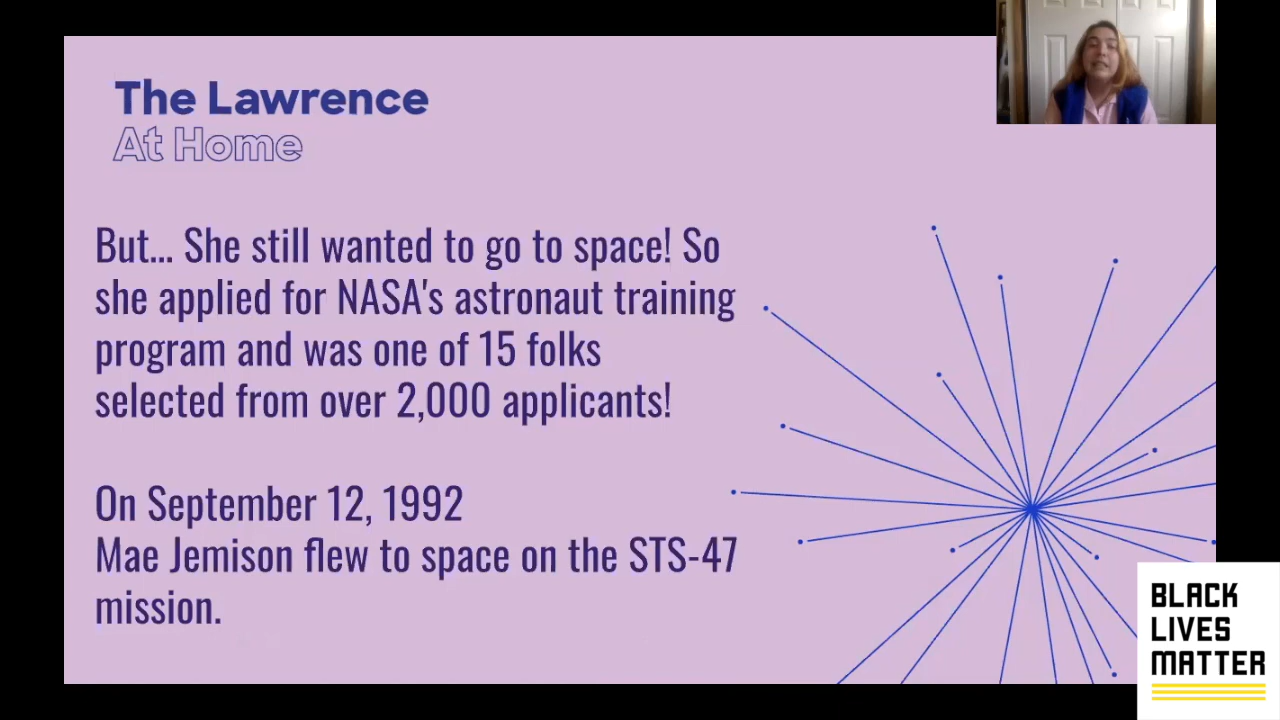 The Lawrence
At Home
But... She still wanted to go to space! So
she applied for NASA's astronaut training
program and was one of 15 folks
selected from over 2,000 applicants!
On September 12, 1992
Mae Jemison flew to space on the STS-47
mission.
BLACK
LIVES
MATTER